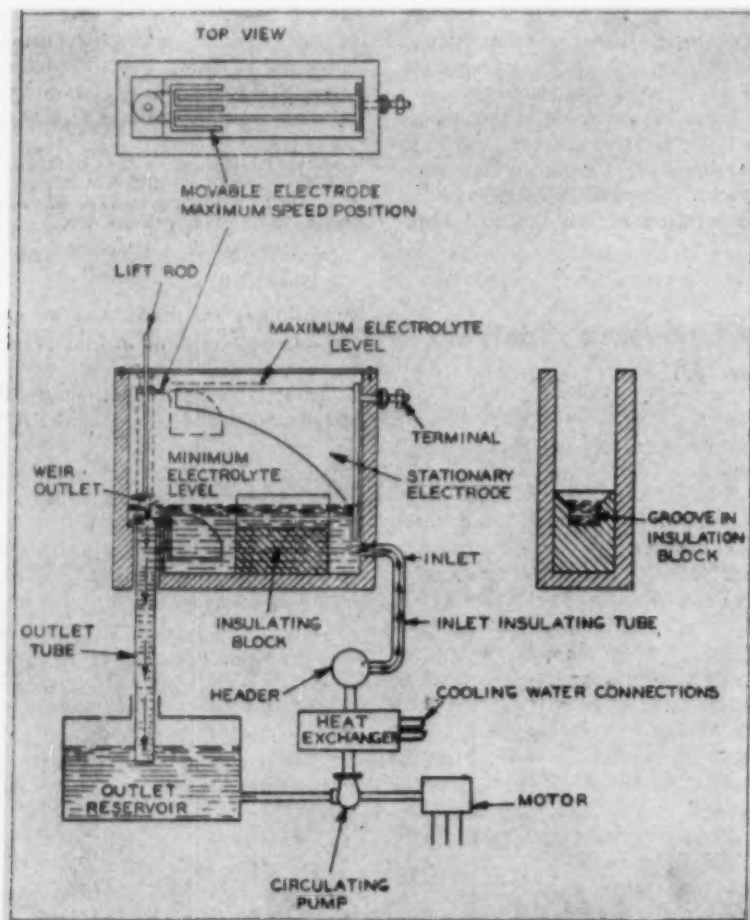 TOP VIEW
MOVABLE ELECTRODE
MAXIMUM SPEED POSITION
LIFT ROD
MAXIMUM ELECTROLYTE
LEVEL
TERMINAL
MINIMUM
ELECTROLYTE
LEVEL
STATIONARY
ELECTRODE
WEIR
OUTLET
GROOVE IN
INSULATION
BLOCK
INLET
INSULATING
BLOCK
INLET INSULATING TUBE
OUTLET
TUBE
HEADER
COOLING WATER CONNECTIONS
HEAT
EXCHANGER
OUTLET
RESERVOIR
MOTOR
CIRCULATING
PUMP